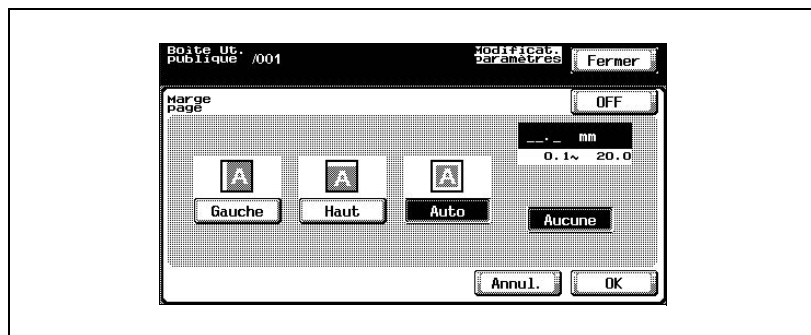 Boîte Ut.
publique /001
Modificat.
paramètres
Fermer
Marge
page
OFF
__._ mm
0.1~ 20.0
Gauche
Haut
Auto
Aucune
Annul.
OK